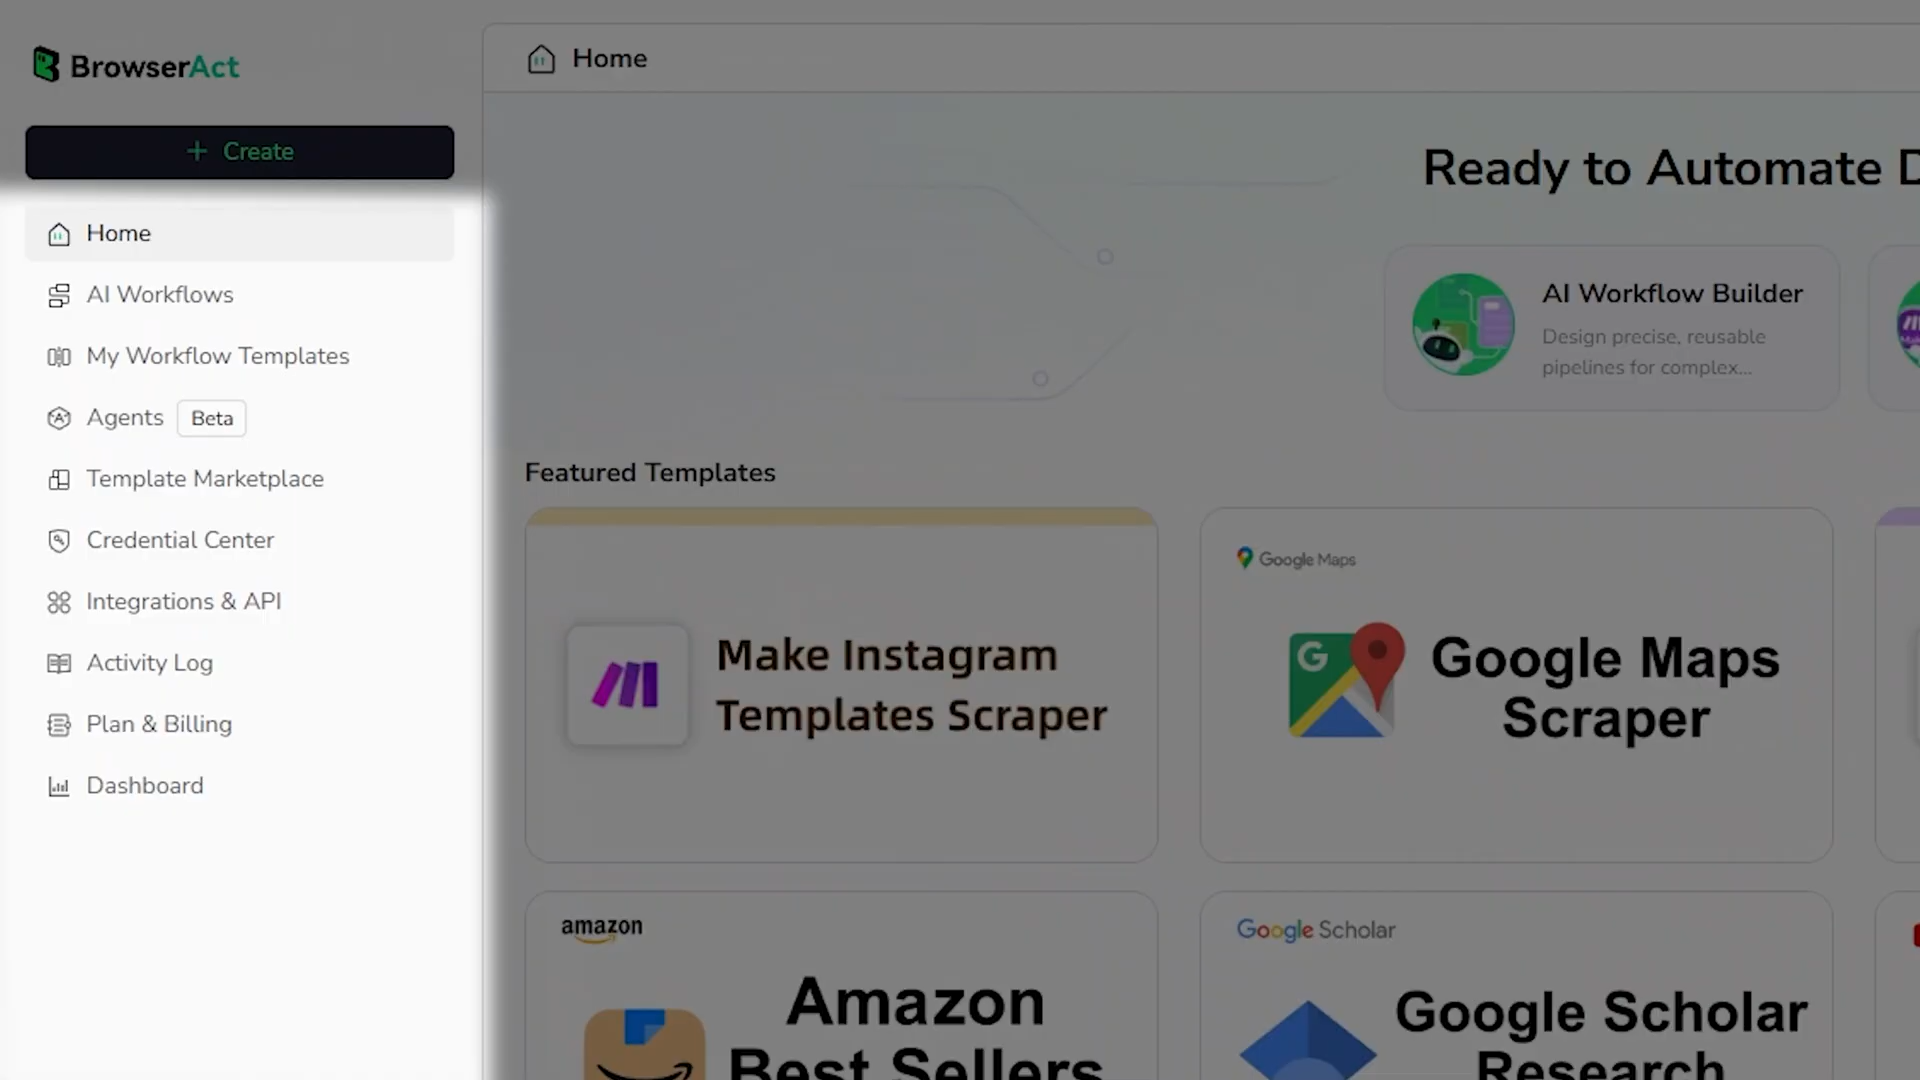 BrowserAct
+ Create
Home
AI Workflows
My Workflow Templates
Agents Beta
Template Marketplace
Credential Center
Integrations & API
Activity Log
Plan & Billing
Dashboard
Home
Ready to Automate
AI Workflow Builder
Design precise, reusable
pipelines for complex...
Featured Templates
Make Instagram
Templates Scraper
Google Maps
Google Maps
Scraper
amazon
Amazon
Best Sellers
Google Scholar
Google Scholar
Research